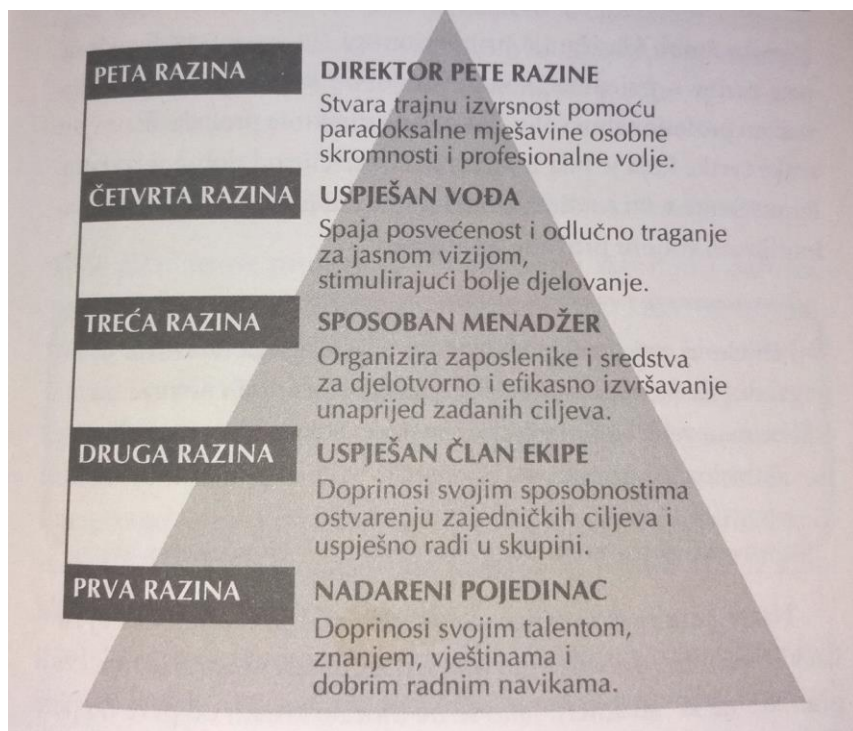 PETA RAZINA
DIREKTOR PETE RAZINE
Stvara trajnu izvrsnost pomoću
paradoksalne mješavine osobne
skromnosti i profesionalne volje.
ČETVRTA RAZINA
USPJEŠAN VOĐA
Spaja posvećenost i odlučno traganje
za jasnom vizijom,
stimulirajući bolje djelovanje.
TREĆA RAZINA
SPOSOBAN MENADŽER
Organizira zaposlenike i sredstva
za djelotvorno i efikasno izvršavanje
unaprijed zadanih ciljeva.
DRUGA RAZINA
USPJEŠAN ČLAN EKIPE
Doprinosi svojim sposobnostima
ostvarenju zajedničkih ciljeva i
uspješno radi u skupini.
PRVA RAZINA
NADARENI POJEDINAC
Doprinosi svojim talentom,
znanjem, vještinama i
dobrim radnim navikama.